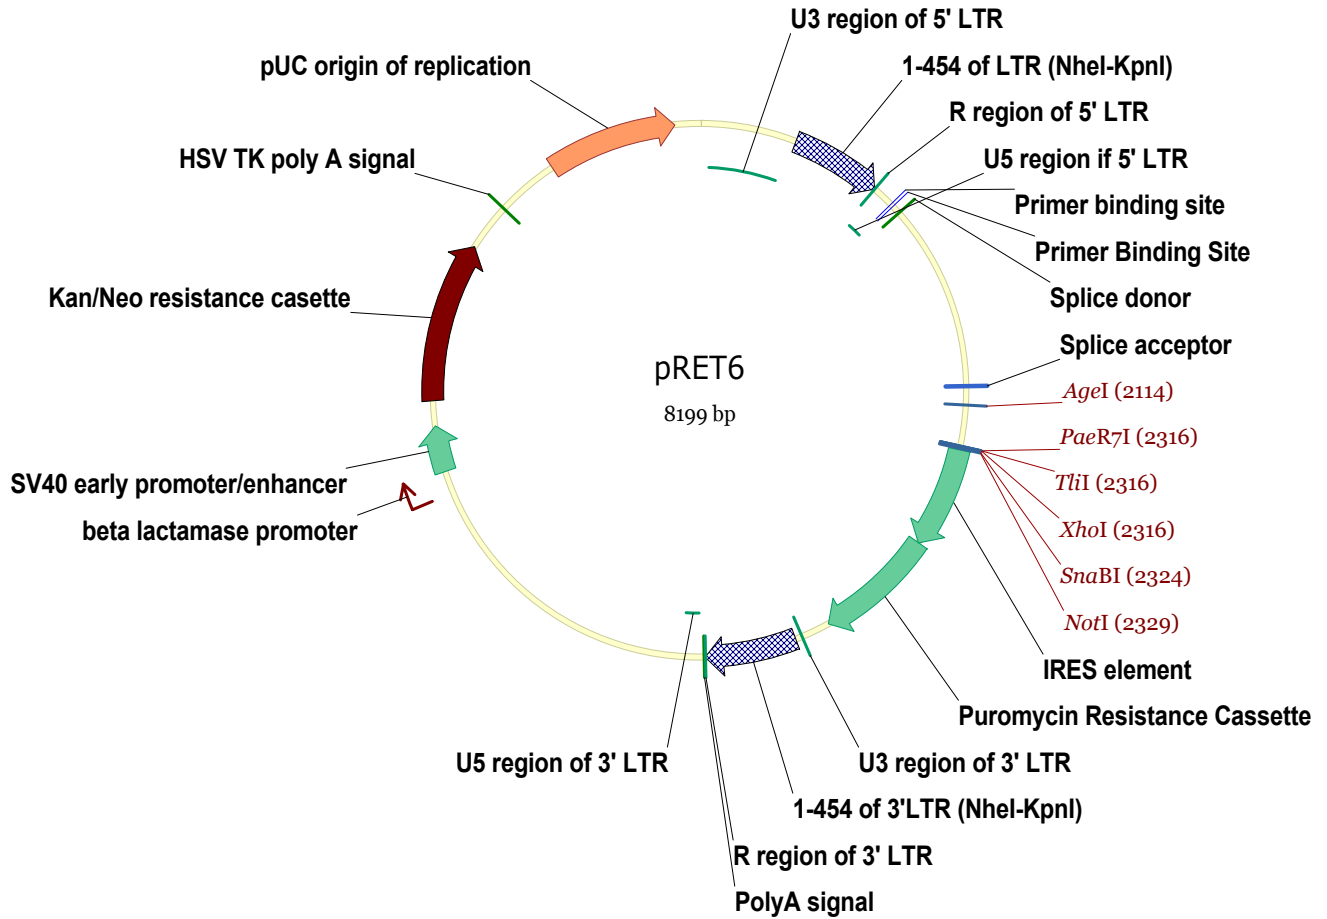 U3 region of 5' LTR
pUC origin of replication
1-454 of LTR (NheI-KpnI)
R region of 5' LTR
HSV TK poly A signal
U5 region if 5' LTR
Primer binding site
Primer Binding Site
Kan/Neo resistance casette
Splice donor
Splice acceptor
pRET6
8199 bp
AgeI (2114)
PaeR7I (2316)
TliI (2316)
SV40 early promoter/enhancer
beta lactamase promoter
XhoI (2316)
SnaBI (2324)
NotI (2329)
IRES element
Puromycin Resistance Cassette
U5 region of 3' LTR
U3 region of 3' LTR
1-454 of 3'LTR (NheI-KpnI)
R region of 3' LTR
PolyA signal